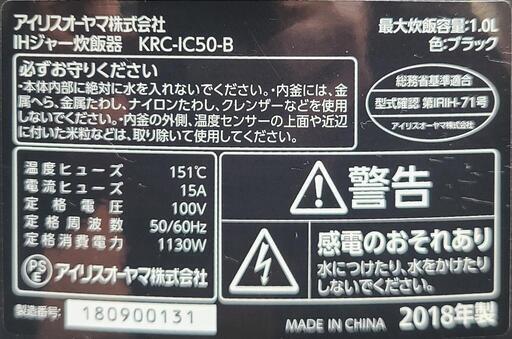 アイリスオーヤマ株式会社
IHジャー炊飯器 KRC-IC50-B
最大炊飯容量:1.0L
色:ブラック
必ずお守りください
・本体内部に絶対に水を入れないでください。・内釜には、金
属へら、金属たわし、ナイロンたわし、クレンザーなどを使用
しないでください。・内釜の外側、温度センサーの上面や近辺
に付いた米粒などは、取り除いて使用してください。
総務省基準適合
型式確認 第IRIH-71号
アイリスオーヤマ株式会社
温度ヒューズ 151℃
電流ヒューズ 15A
定格電圧 100V
定格周波数 50/60Hz
定格消費電力 1130W
PSE アイリスオーヤマ株式会社
製造番号: 180900131
警告
感電のおそれあり
水につけたり、水をかけたり
しないでください。
MADE IN CHINA 2018年製